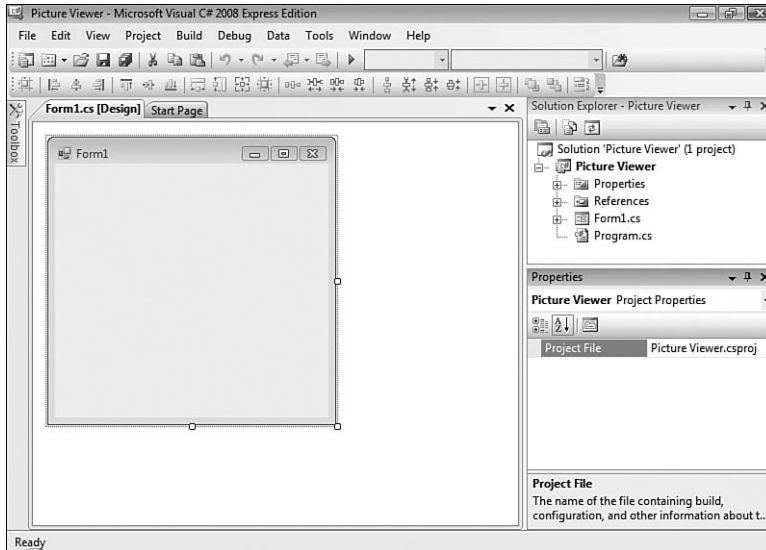 Picture Viewer - Microsoft Visual C# 2008 Express Edition
File Edit View Project Build Debug Data Tools Window Help
Form1.cs [Design] Start Page
Toolbox
Form1
Solution Explorer - Picture Viewer
Solution 'Picture Viewer' (1 project)
Picture Viewer
Properties
References
Form1.cs
Program.cs
Properties
Picture Viewer Project Properties
Project File Picture Viewer.csproj
Project File
The name of the file containing build,
configuration, and other information about t...
Ready